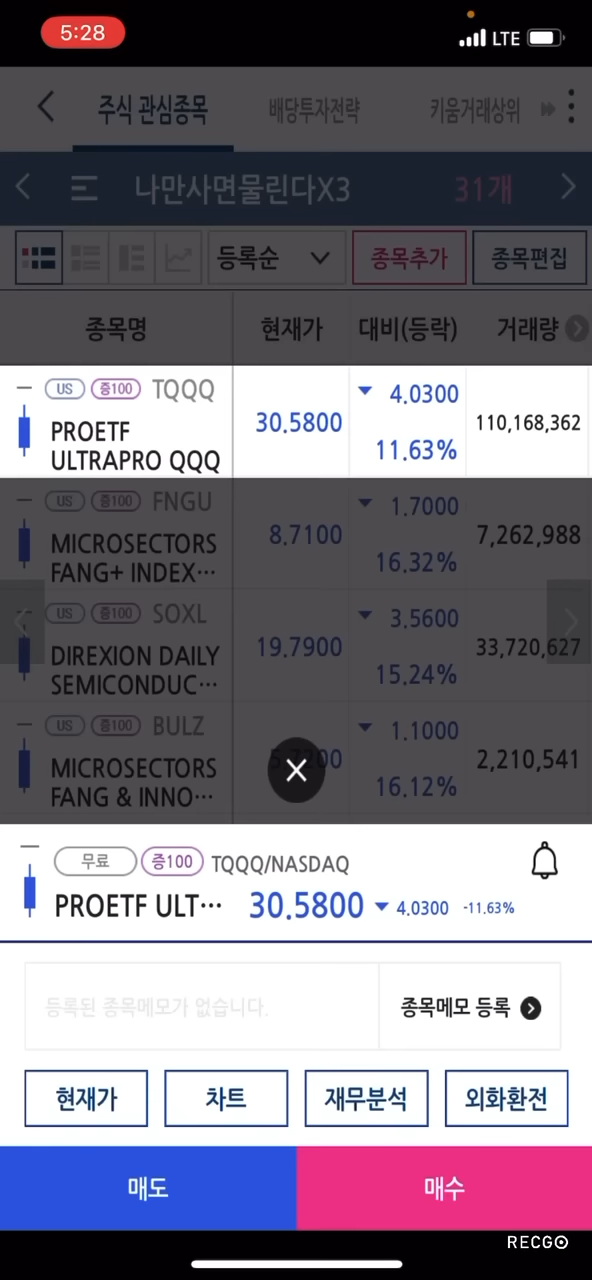 5:28
LTE
주식 관심종목 배당투자전략 키움거래상위
나만사면물린다X3 31개
등록순 종목추가 종목편집
종목명 현재가 대비(등락) 거래량
US 증100 TQQQ
PROETF
ULTRAPRO QQQ
30.5800
4.0300
11.63%
110,168,362
US 증100 FNGU
MICROSECTORS
FANG+ INDEX···
8.7100
1.7000
16.32%
7,262,988
US 증100 SOXL
DIREXION DAILY
SEMICONDUC···
19.7900
3.5600
15.24%
33,720,627
US 증100 BULZ
MICROSECTORS
FANG & INNO···
1.1000
16.12%
2,210,541
무료 증100 TQQQ/NASDAQ
PROETF ULT··· 30.5800 4.0300 -11.63%
등록된 종목메모가 없습니다. 종목메모 등록
현재가 차트 재무분석 외화환전
매도 매수
RECGO